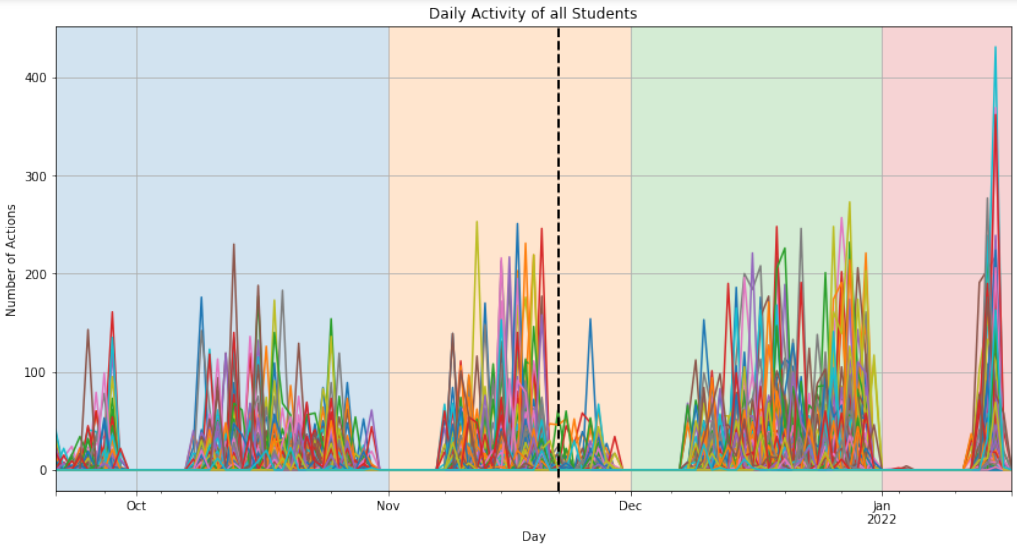 Daily Activity of all Students
Number of Actions
400
300
200
100
0
Oct
Nov
Dec
Jan
2022
Day